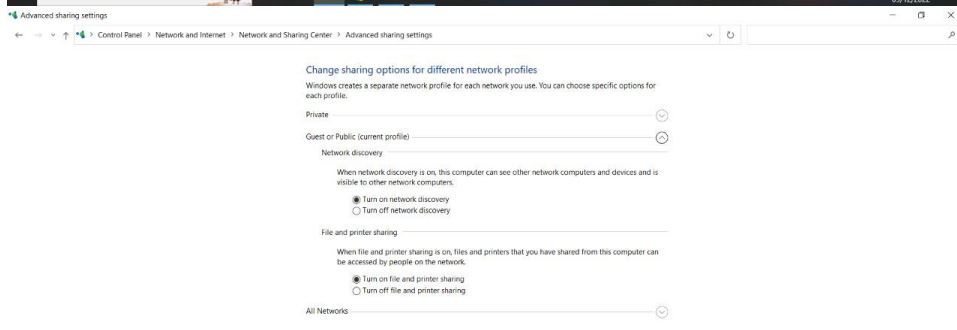 Advanced sharing settings
Control Panel > Network and Internet > Network and Sharing Center > Advanced sharing settings
Change sharing options for different network profiles
Windows creates a separate network profile for each network you use. You can choose specific options for
each profile.
Private
Guest or Public (current profile)
Network discovery
When network discovery is on, this computer can see other network computers and devices and is
visible to other network computers.
Turn on network discovery
Turn off network discovery
File and printer sharing
When file and printer sharing is on, files and printers that you have shared from this computer can
be accessed by people on the network.
Turn on file and printer sharing
Turn off file and printer sharing
All Networks